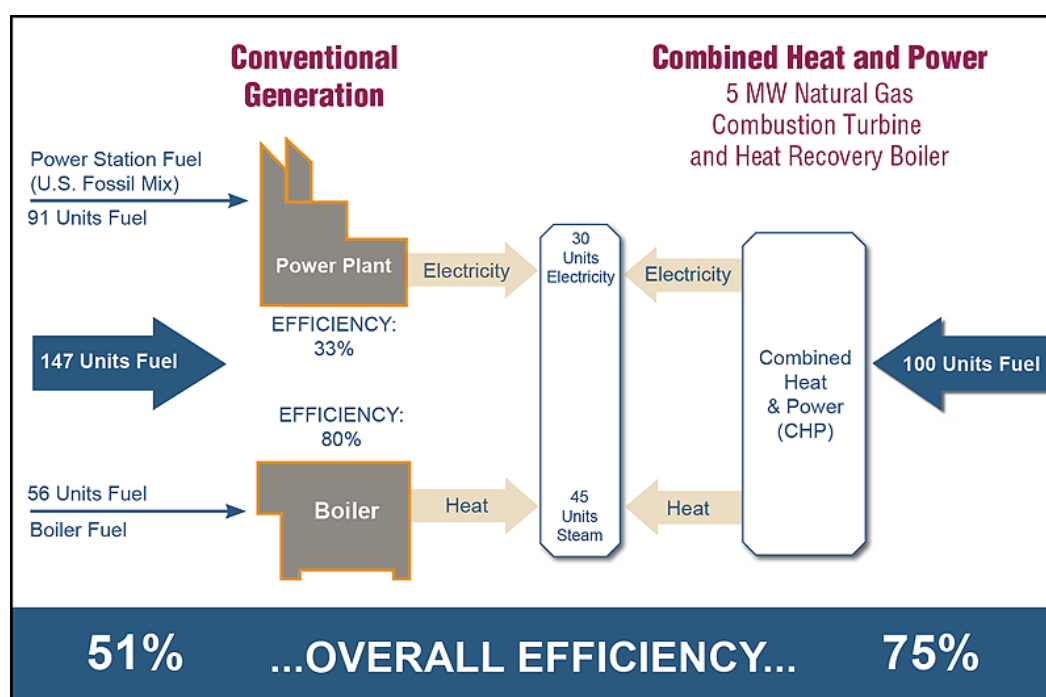 Conventional
Generation
Combined Heat and Power
5 MW Natural Gas
Combustion Turbine
and Heat Recovery Boiler
Power Station Fuel
(U.S. Fossil Mix)
91 Units Fuel
Power Plant
Electricity
30
Units
Electricity
Electricity
EFFICIENCY:
33%
147 Units Fuel
Combined
Heat
& Power
(CHP)
100 Units Fuel
EFFICIENCY:
80%
56 Units Fuel
Boiler Fuel
Boiler
Heat
45
Units
Steam
Heat
51% ...OVERALL EFFICIENCY... 75%